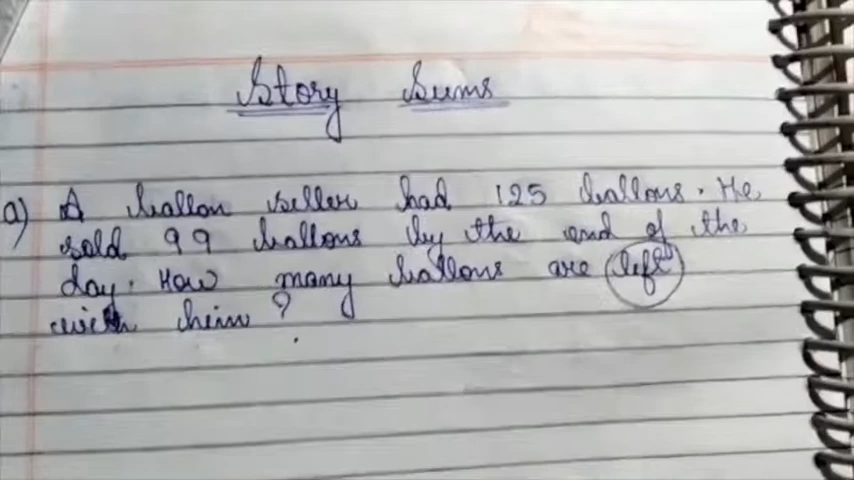 Story Sums
a) A ballon seller had 125 ballons. He
sold 99 ballons by the end of the
day. How many ballons are left
with him ?